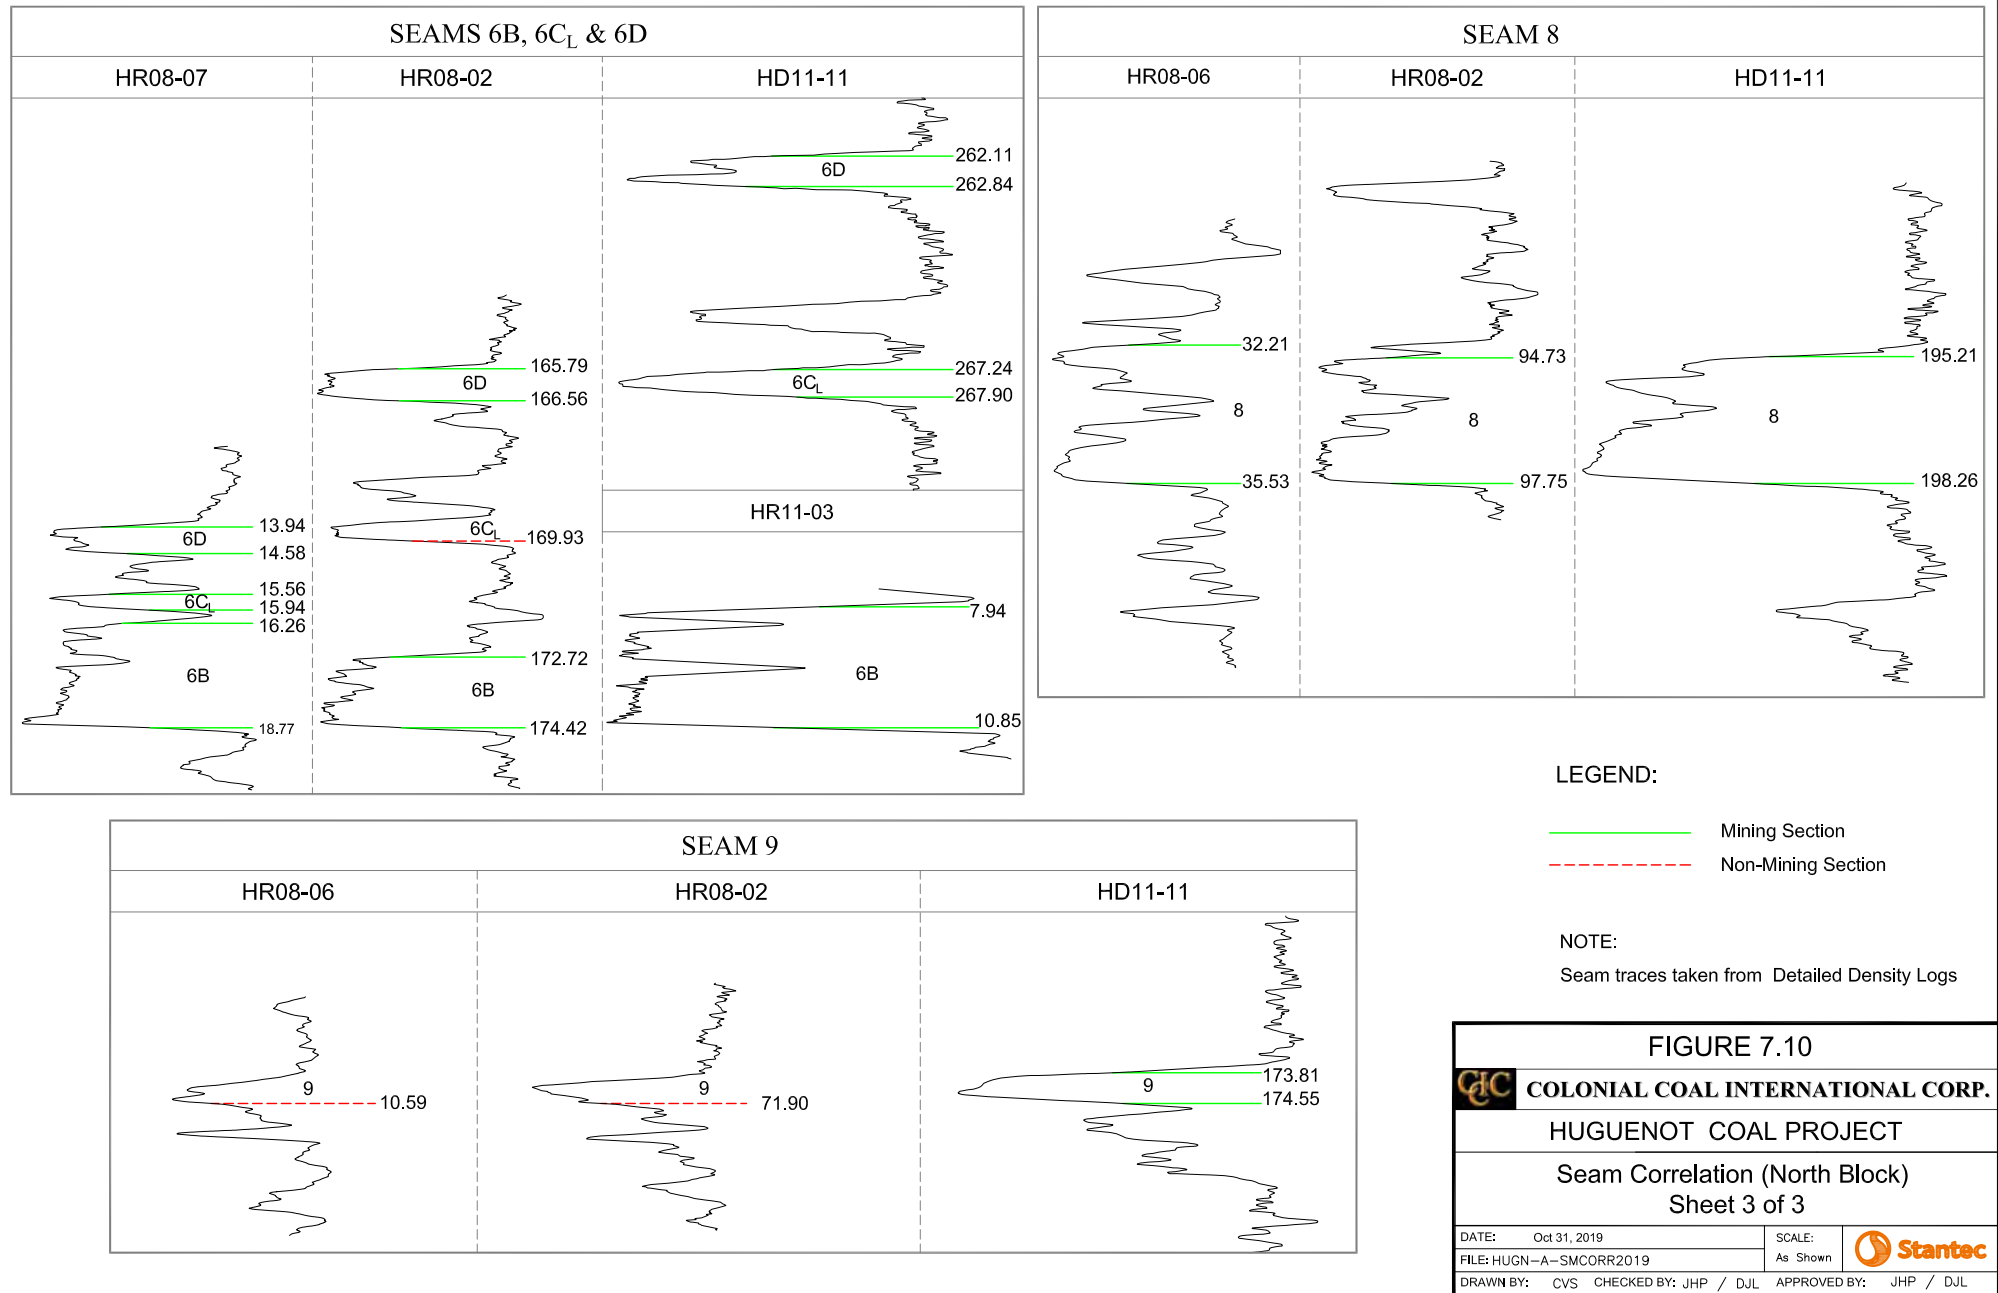 SEAMS 6B, 6CL & 6D
HR08-07
HR08-02
HD11-11
13.94
6D
14.58
15.56
6CL
15.94
16.26
6B
18.77
165.79
6D
166.56
6CL
169.93
172.72
6B
174.42
262.11
6D
262.84
267.24
6CL
267.90
HR11-03
7.94
6B
10.85
SEAM 8
HR08-06
HR08-02
HD11-11
32.21
8
35.53
94.73
8
97.75
195.21
8
198.26
SEAM 9
HR08-06
HR08-02
HD11-11
9
10.59
9
71.90
173.81
9
174.55
LEGEND:
Mining Section
Non-Mining Section
NOTE:
Seam traces taken from Detailed Density Logs
FIGURE 7.10
CIC COLONIAL COAL INTERNATIONAL CORP.
HUGUENOT COAL PROJECT
Seam Correlation (North Block)
Sheet 3 of 3
DATE: Oct 31, 2019
SCALE:
As Shown
FILE: HUGN-A-SMCORR2019
Stantec
DRAWN BY: CVS CHECKED BY: JHP / DJL APPROVED BY: JHP / DJL